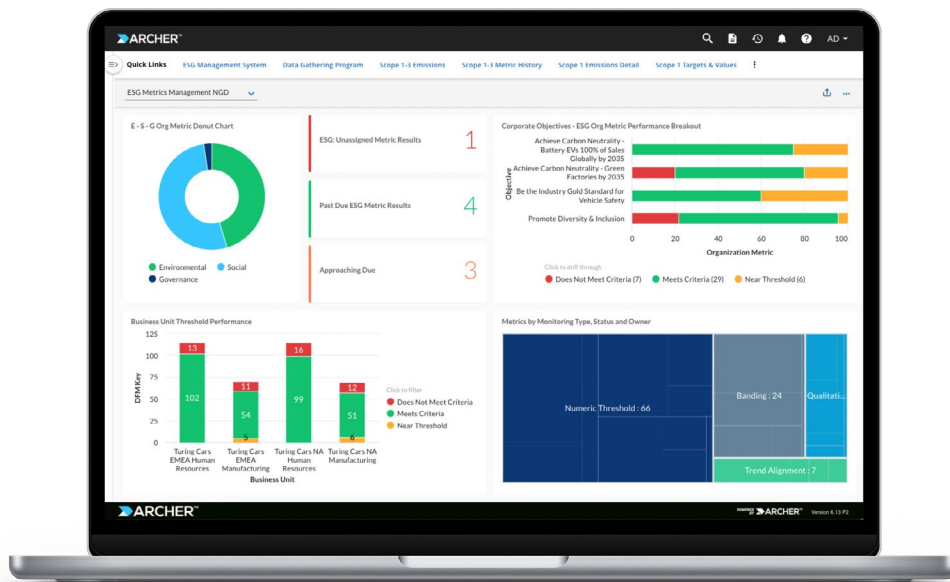 ARCHER™
AD
Quick Links ESG Management System Data Gathering Program Scope 1-3 Emissions Scope 1-3 Metric History Scope 1 Emissions Detail Scope 1 Targets & Values
ESG Metrics Management NGD
E - S - G Org Metric Donut Chart
Environmental Social
Governance
ESG: Unassigned Metric Results 1
Past Due ESG Metric Results 4
Approaching Due 3
Corporate Objectives - ESG Org Metric Performance Breakout
Objective
Achieve Carbon Neutrality -
Battery EVs 100% of Sales
Globally by 2035
Achieve Carbon Neutrality - Green
Factories by 2035
Be the Industry Gold Standard for
Vehicle Safety
Promote Diversity & Inclusion
0 20 40 60 80 100
Organization Metric
Click to drill through
Does Not Meet Criteria (7) Meets Criteria (29) Near Threshold (6)
Business Unit Threshold Performance
DFM Key
125
100
75
50
25
0
13 16
102 99
11 12
54 51
5 6
Turing Cars
EMEA Human
Resources
Turing Cars
EMEA
Manufacturing
Turing Cars NA
Human
Resources
Turing Cars NA
Manufacturing
Business Unit
Click to filter
Does Not Meet Criteria
Meets Criteria
Near Threshold
Metrics by Monitoring Type, Status and Owner
Numeric Threshold : 66
Banding : 24
Qualitati...
Trend Alignment : 7
ARCHER™
ARCHER™ Version 6.13 P2